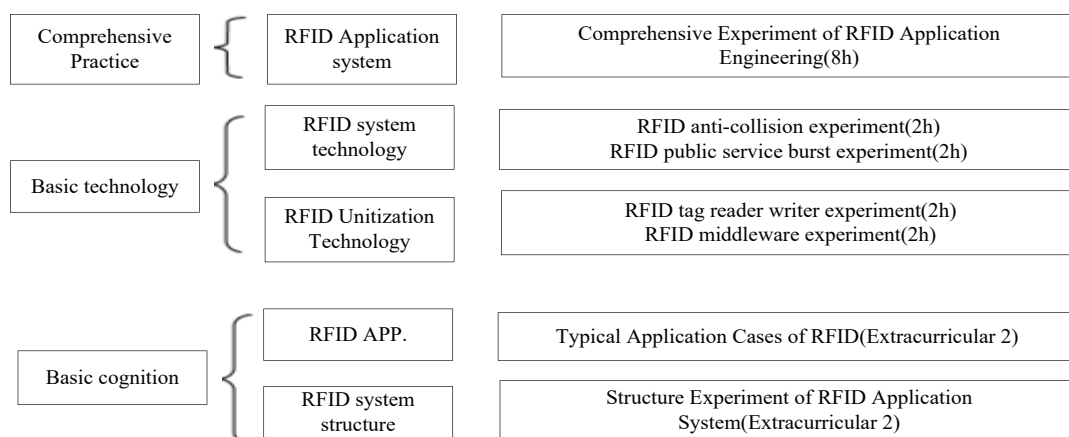 Comprehensive
Practice
RFID Application
system
Comprehensive Experiment of RFID Application
Engineering(8h)
Basic technology
RFID system
technology
RFID anti-collision experiment(2h)
RFID public service burst experiment(2h)
RFID Unitization
Technology
RFID tag reader writer experiment(2h)
RFID middleware experiment(2h)
Basic cognition
RFID APP.
Typical Application Cases of RFID(Extracurricular 2)
RFID system
structure
Structure Experiment of RFID Application
System(Extracurricular 2)